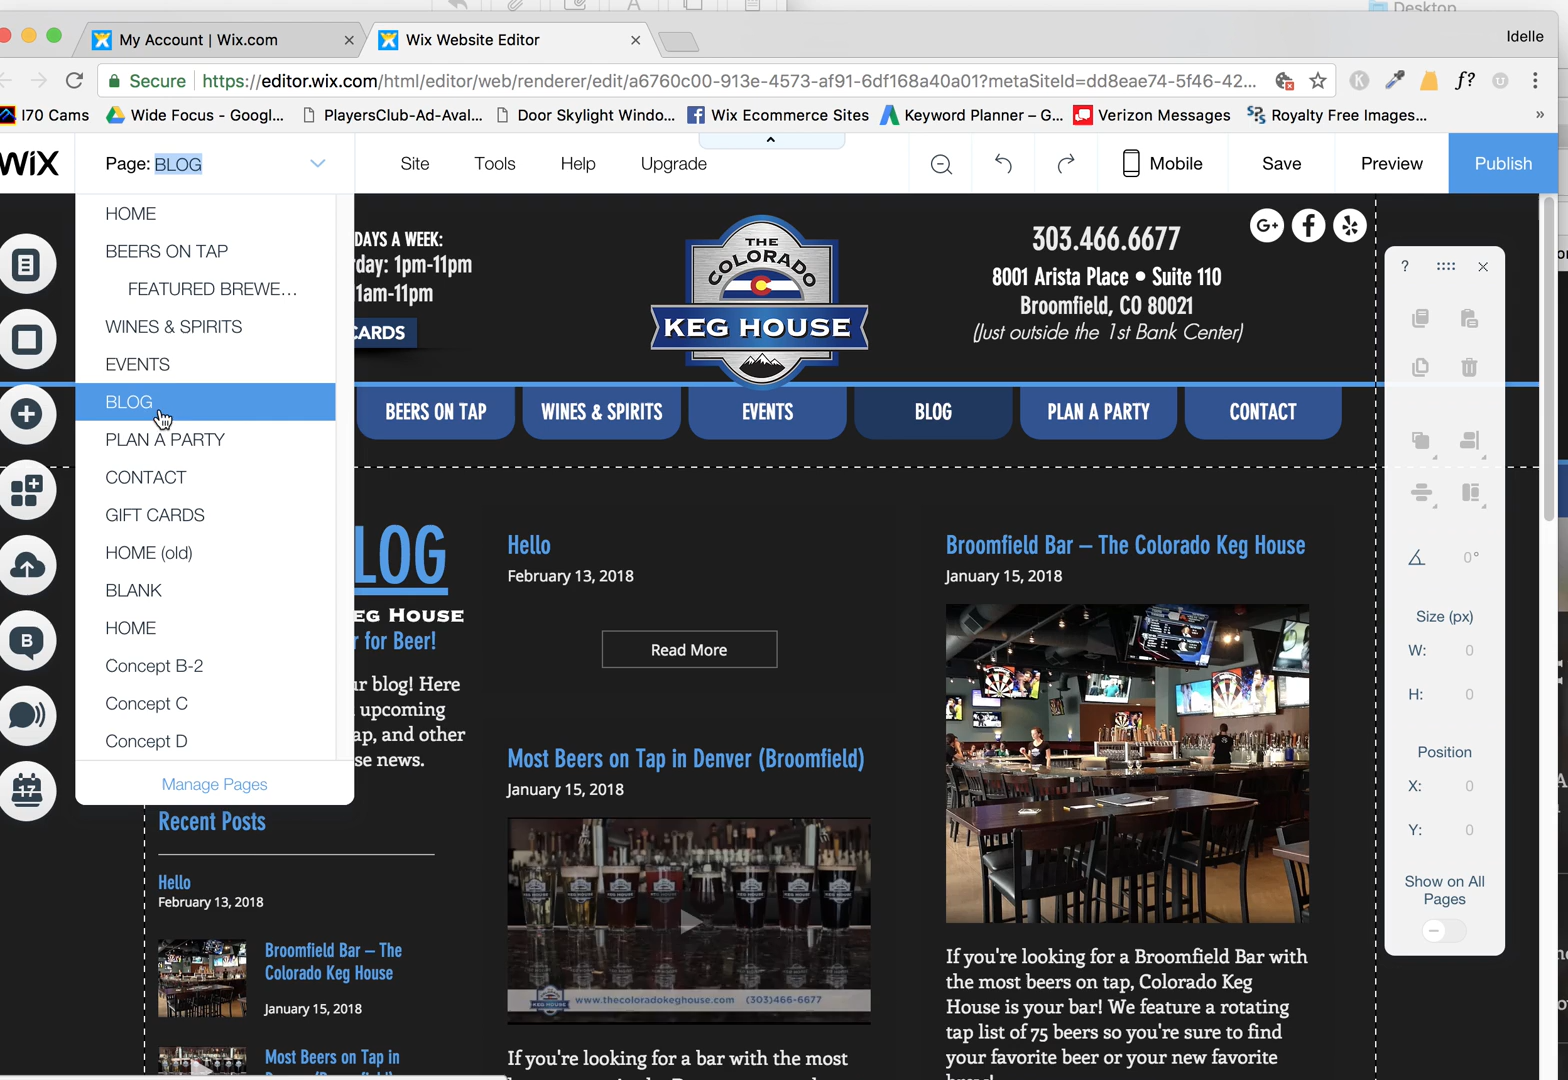 Desktop
My Account | Wix.com
Wix Website Editor
Idelle
Secure
https://editor.wix.com/html/editor/web/renderer/edit/a6760c00-913e-4573-af91-6df168a40a01?metaSiteId=dd8eae74-5f46-42...
K
f?
I70 Cams
Wide Focus - Googl...
PlayersClub-Ad-Aval...
Door Skylight Windo...
Wix Ecommerce Sites
Keyword Planner – G...
Verizon Messages
Royalty Free Images...
»
WiX
Page: BLOG
Site
Tools
Help
Upgrade
Mobile
Save
Preview
Publish
HOME
BEERS ON TAP
FEATURED BREWE...
WINES & SPIRITS
EVENTS
BLOG
PLAN A PARTY
CONTACT
GIFT CARDS
HOME (old)
BLANK
HOME
Concept B-2
Concept C
Concept D
Manage Pages
B
17
DAYS A WEEK:
rday: 1pm-11pm
1am-11pm
CARDS
THE
COLORADO
KEG HOUSE
303.466.6677
8001 Arista Place • Suite 110
Broomfield, CO 80021
(Just outside the 1st Bank Center)
G+
BEERS ON TAP
WINES & SPIRITS
EVENTS
BLOG
PLAN A PARTY
CONTACT
LOG
EG HOUSE
r for Beer!
ur blog! Here
upcoming
ap, and other
se news.
Recent Posts
Hello
February 13, 2018
Broomfield Bar – The
Colorado Keg House
January 15, 2018
Most Beers on Tap in
Hello
February 13, 2018
Read More
Most Beers on Tap in Denver (Broomfield)
January 15, 2018
KEG HOUSE
www.thecoloradokeghouse.com
(303)466-6677
If you're looking for a bar with the most
Broomfield Bar – The Colorado Keg House
January 15, 2018
If you're looking for a Broomfield Bar with
the most beers on tap, Colorado Keg
House is your bar! We feature a rotating
tap list of 75 beers so you're sure to find
your favorite beer or your new favorite
?
0°
Size (px)
W: 0
H: 0
Position
X: 0
Y: 0
Show on All
Pages